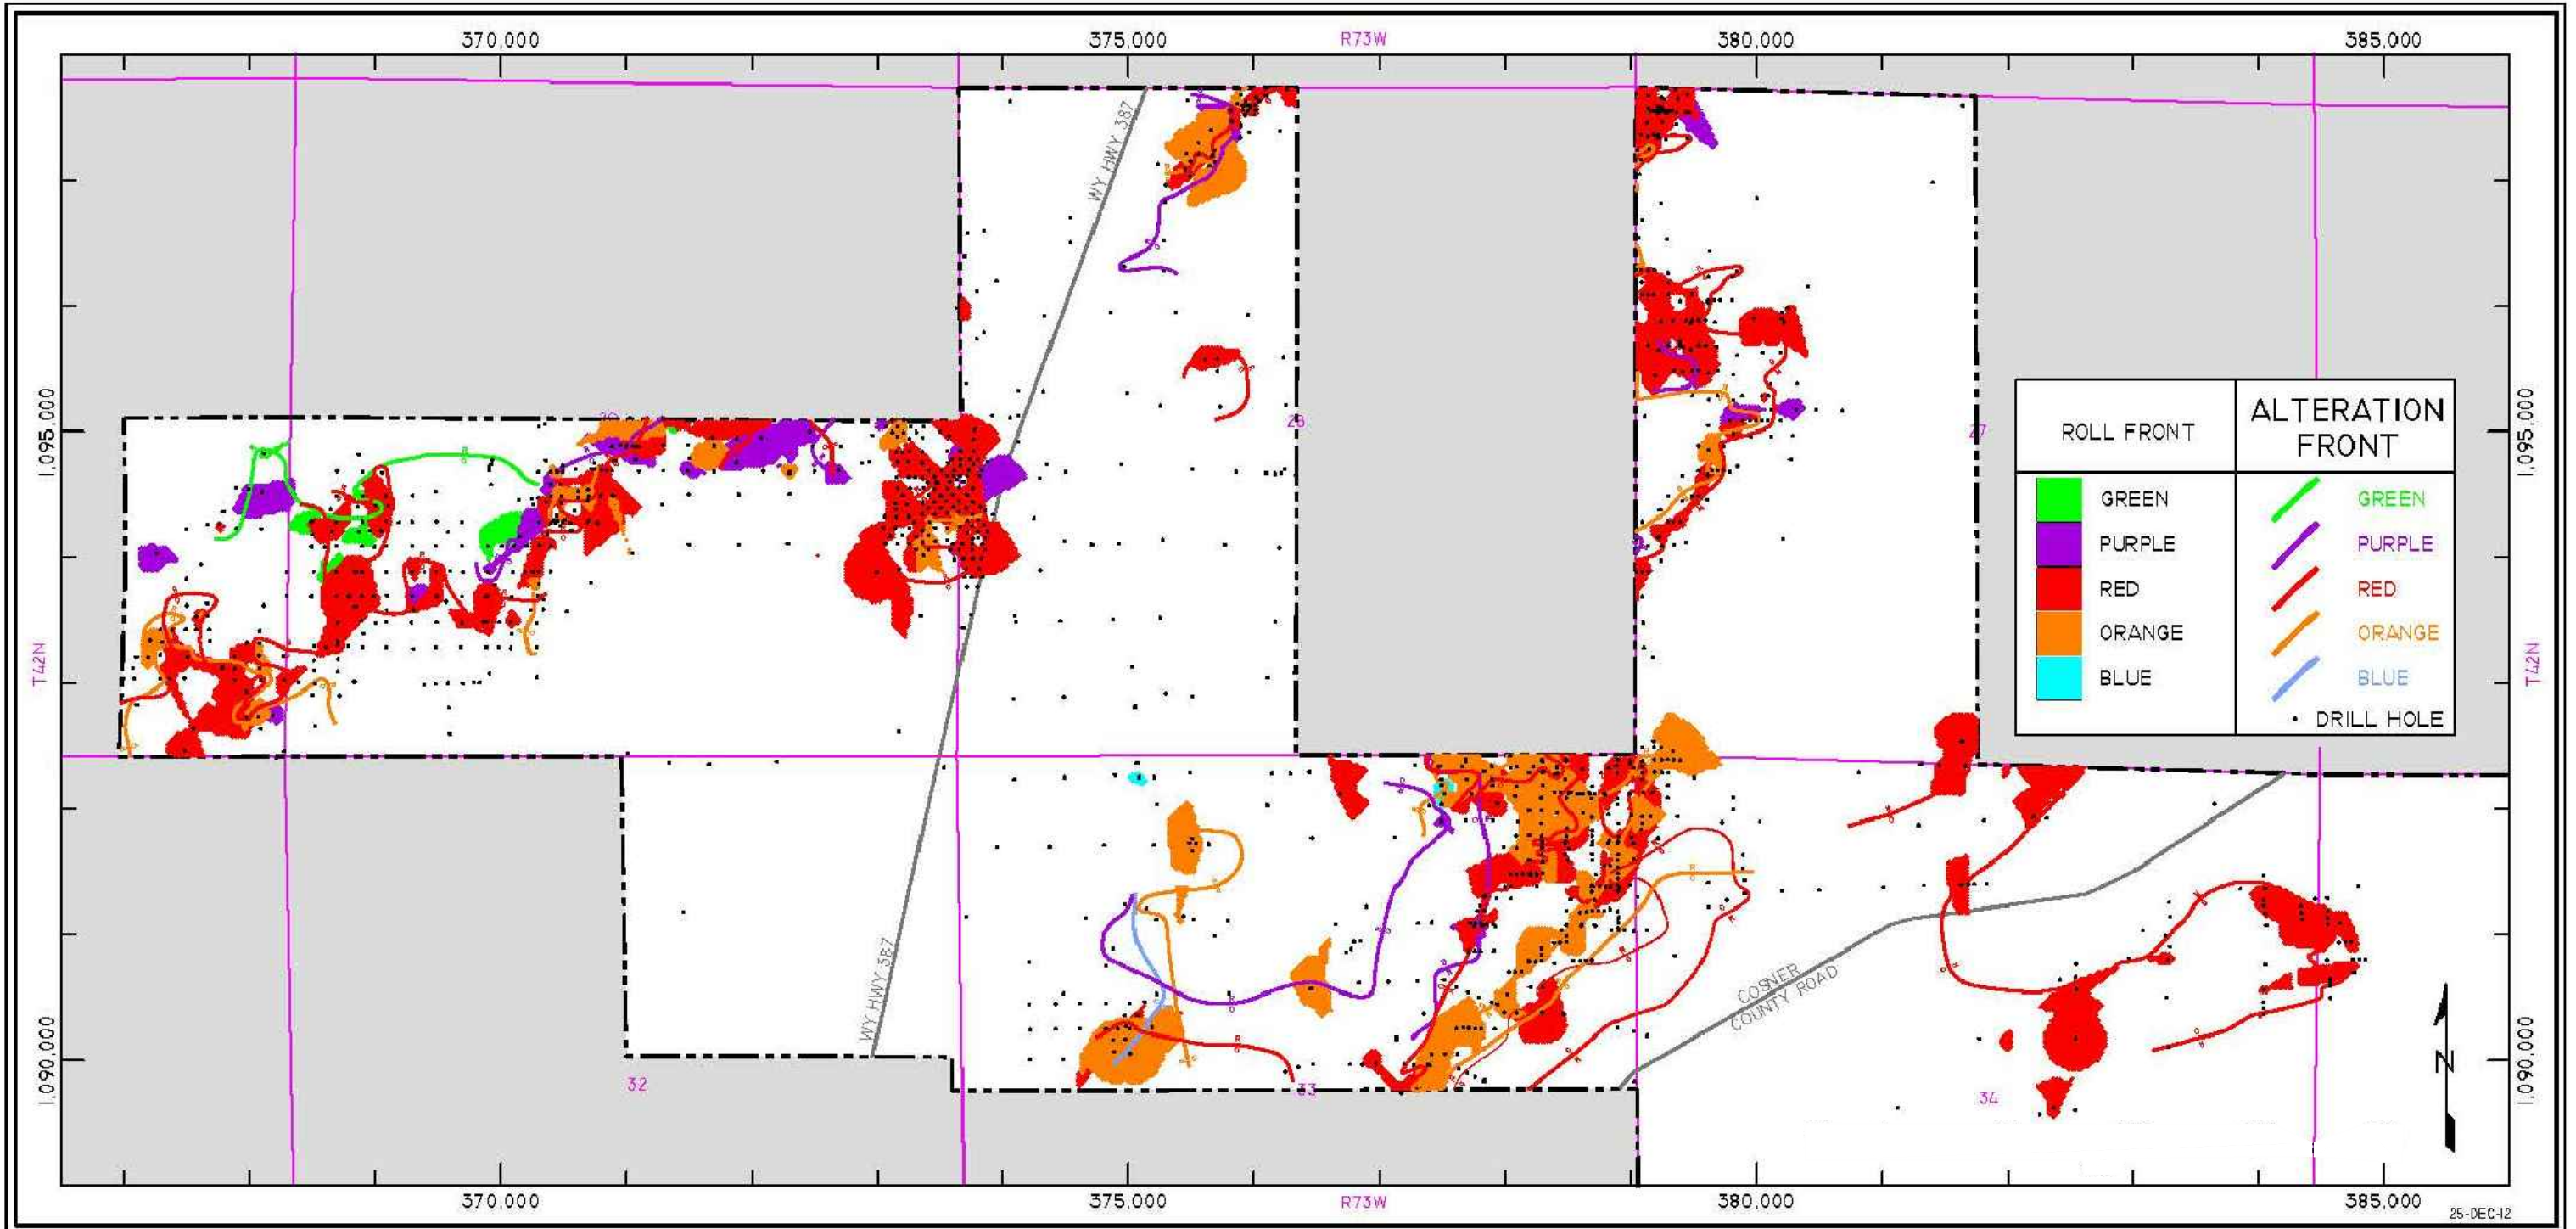 370,000
375,000
R73W
380,000
385,000
WY HWY 387
1,095,000
1,095,000
28
27
ROLL FRONT
ALTERATION
FRONT
GREEN
GREEN
PURPLE
PURPLE
RED
RED
ORANGE
ORANGE
BLUE
BLUE
DRILL HOLE
T42N
T42N
WY HWY 387
COSNER
COUNTY ROAD
1,090,000
1,090,000
32
33
34
N
370,000
375,000
R73W
380,000
385,000
25-DEC-12